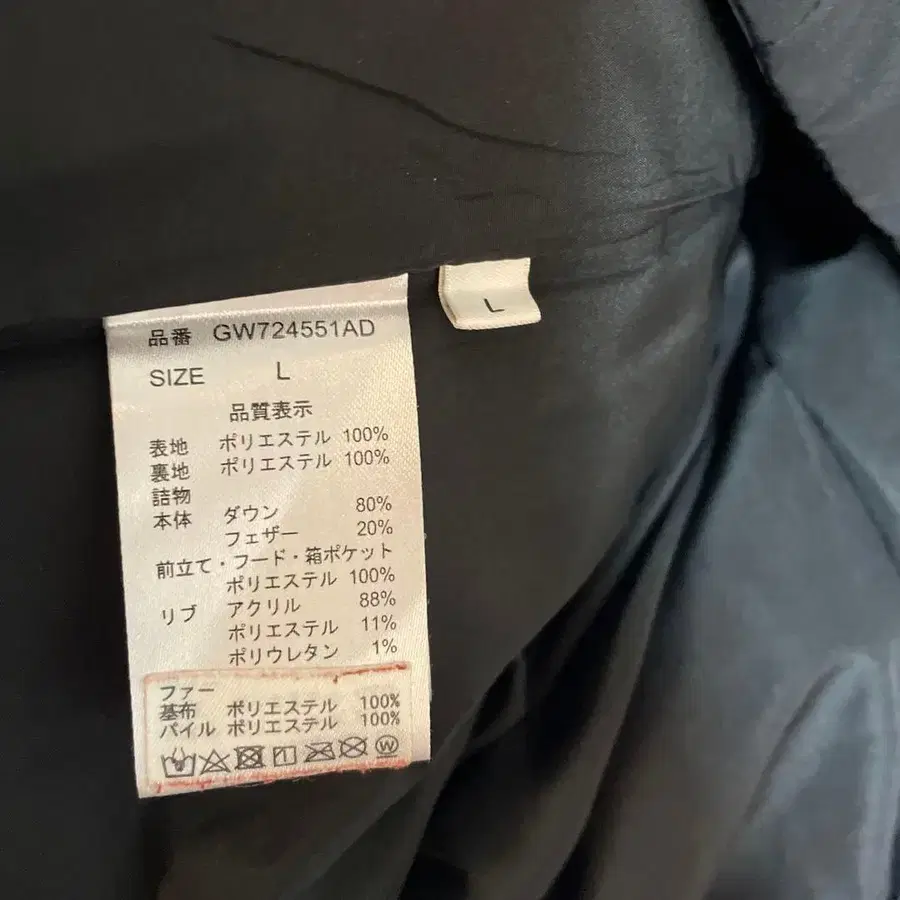 品番 GW724551AD
SIZE L
品質表示
表地 ポリエステル 100%
裏地 ポリエステル 100%
詰物
本体 ダウン 80%
フェザー 20%
前立て・フード・箱ポケット
ポリエステル 100%
リブ アクリル 88%
ポリエステル 11%
ポリウレタン 1%
ファー
基布 ポリエステル 100%
パイル ポリエステル 100%
W
L